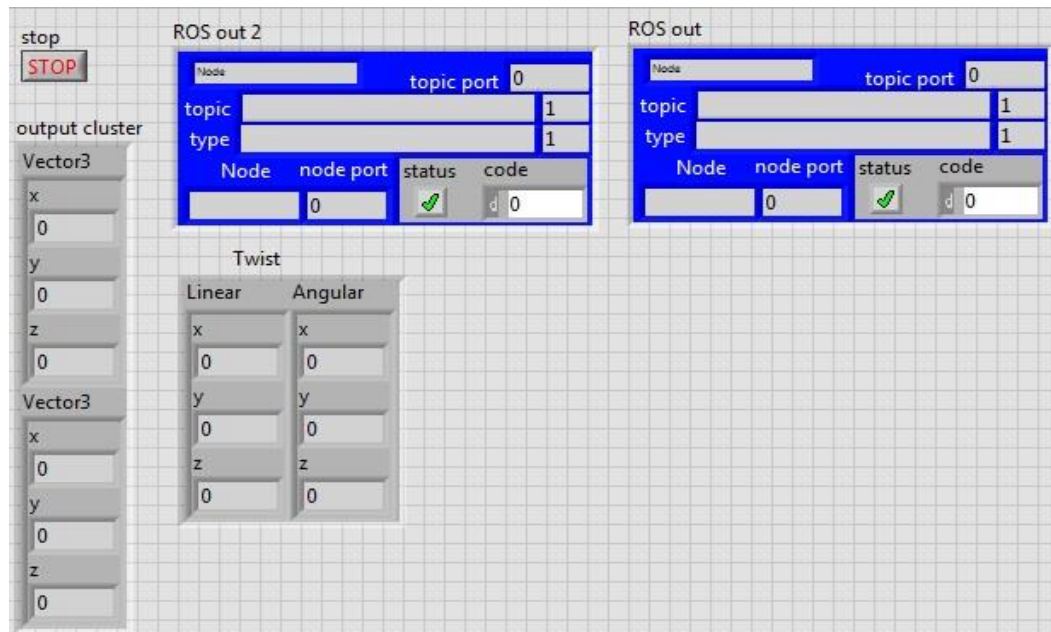 stop
STOP
output cluster
Vector3
x
0
y
0
z
0
Vector3
x
0
y
0
z
0
ROS out 2
Node
topic port 0
topic 1
type 1
Node node port status code
0 d 0
Twist
Linear Angular
x x
0 0
y y
0 0
z z
0 0
ROS out
Node
topic port 0
topic 1
type 1
Node node port status code
0 d 0